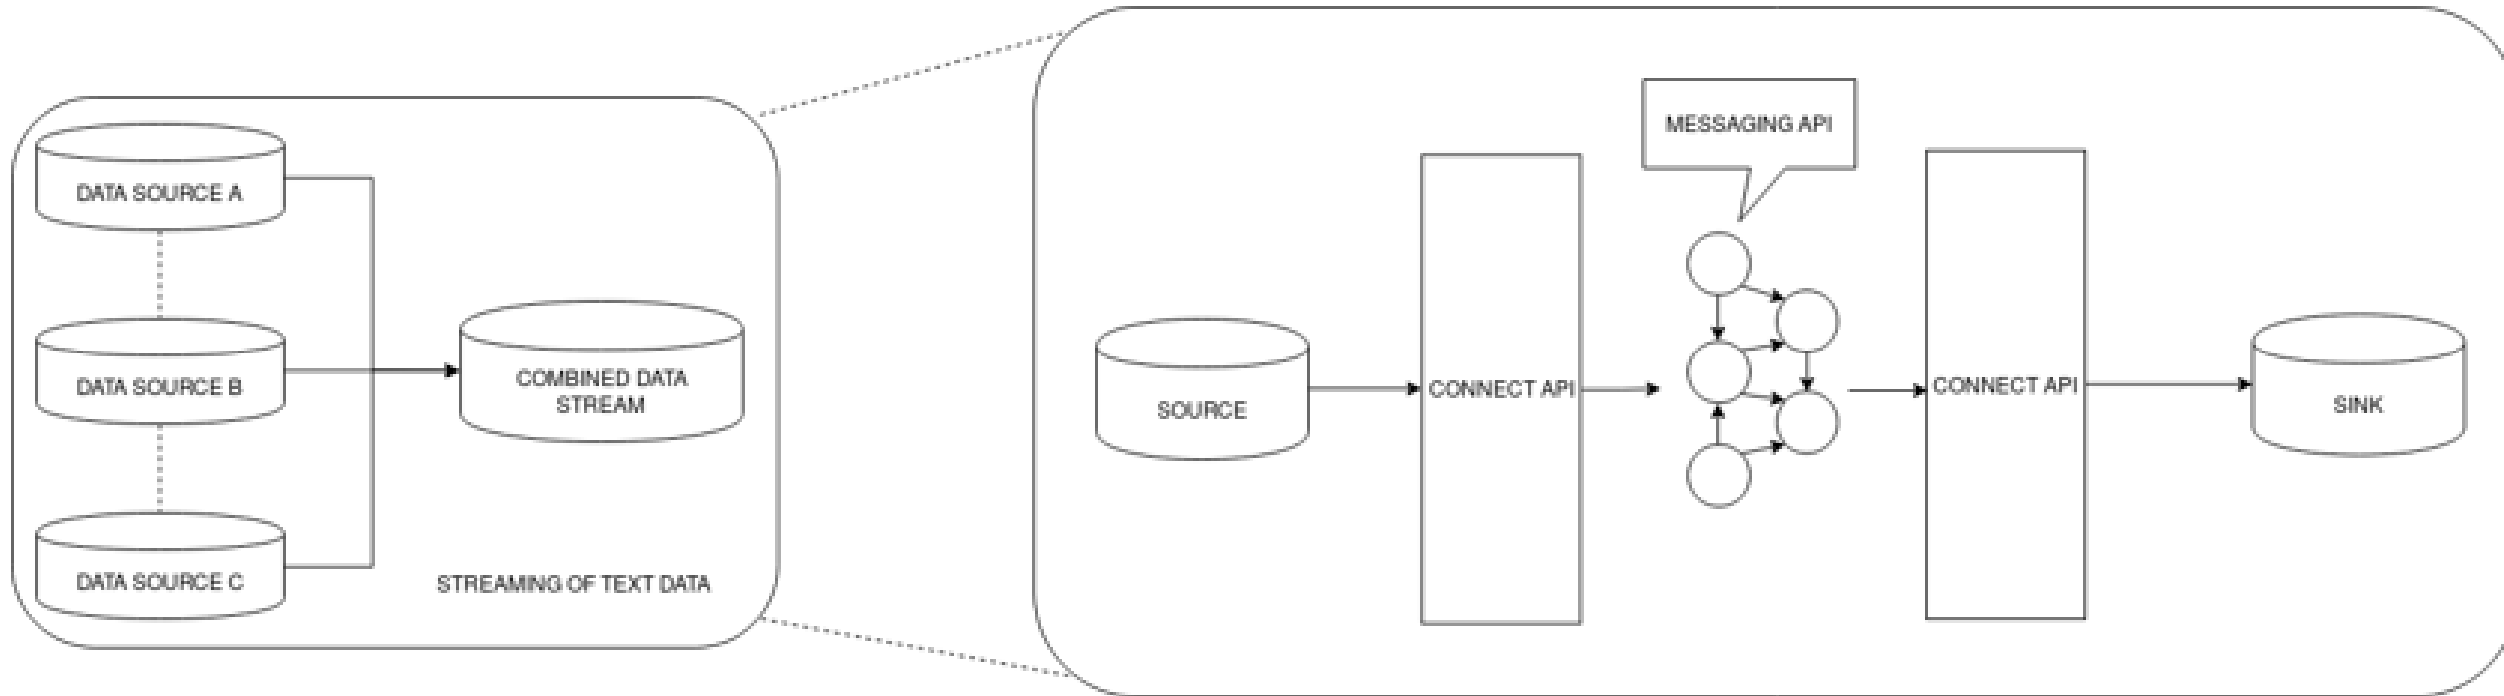 DATA SOURCE A
DATA SOURCE B
DATA SOURCE C
COMBINED DATA
STREAM
STREAMING OF TEXT DATA
SOURCE
CONNECT API
MESSAGING API
CONNECT API
SINK